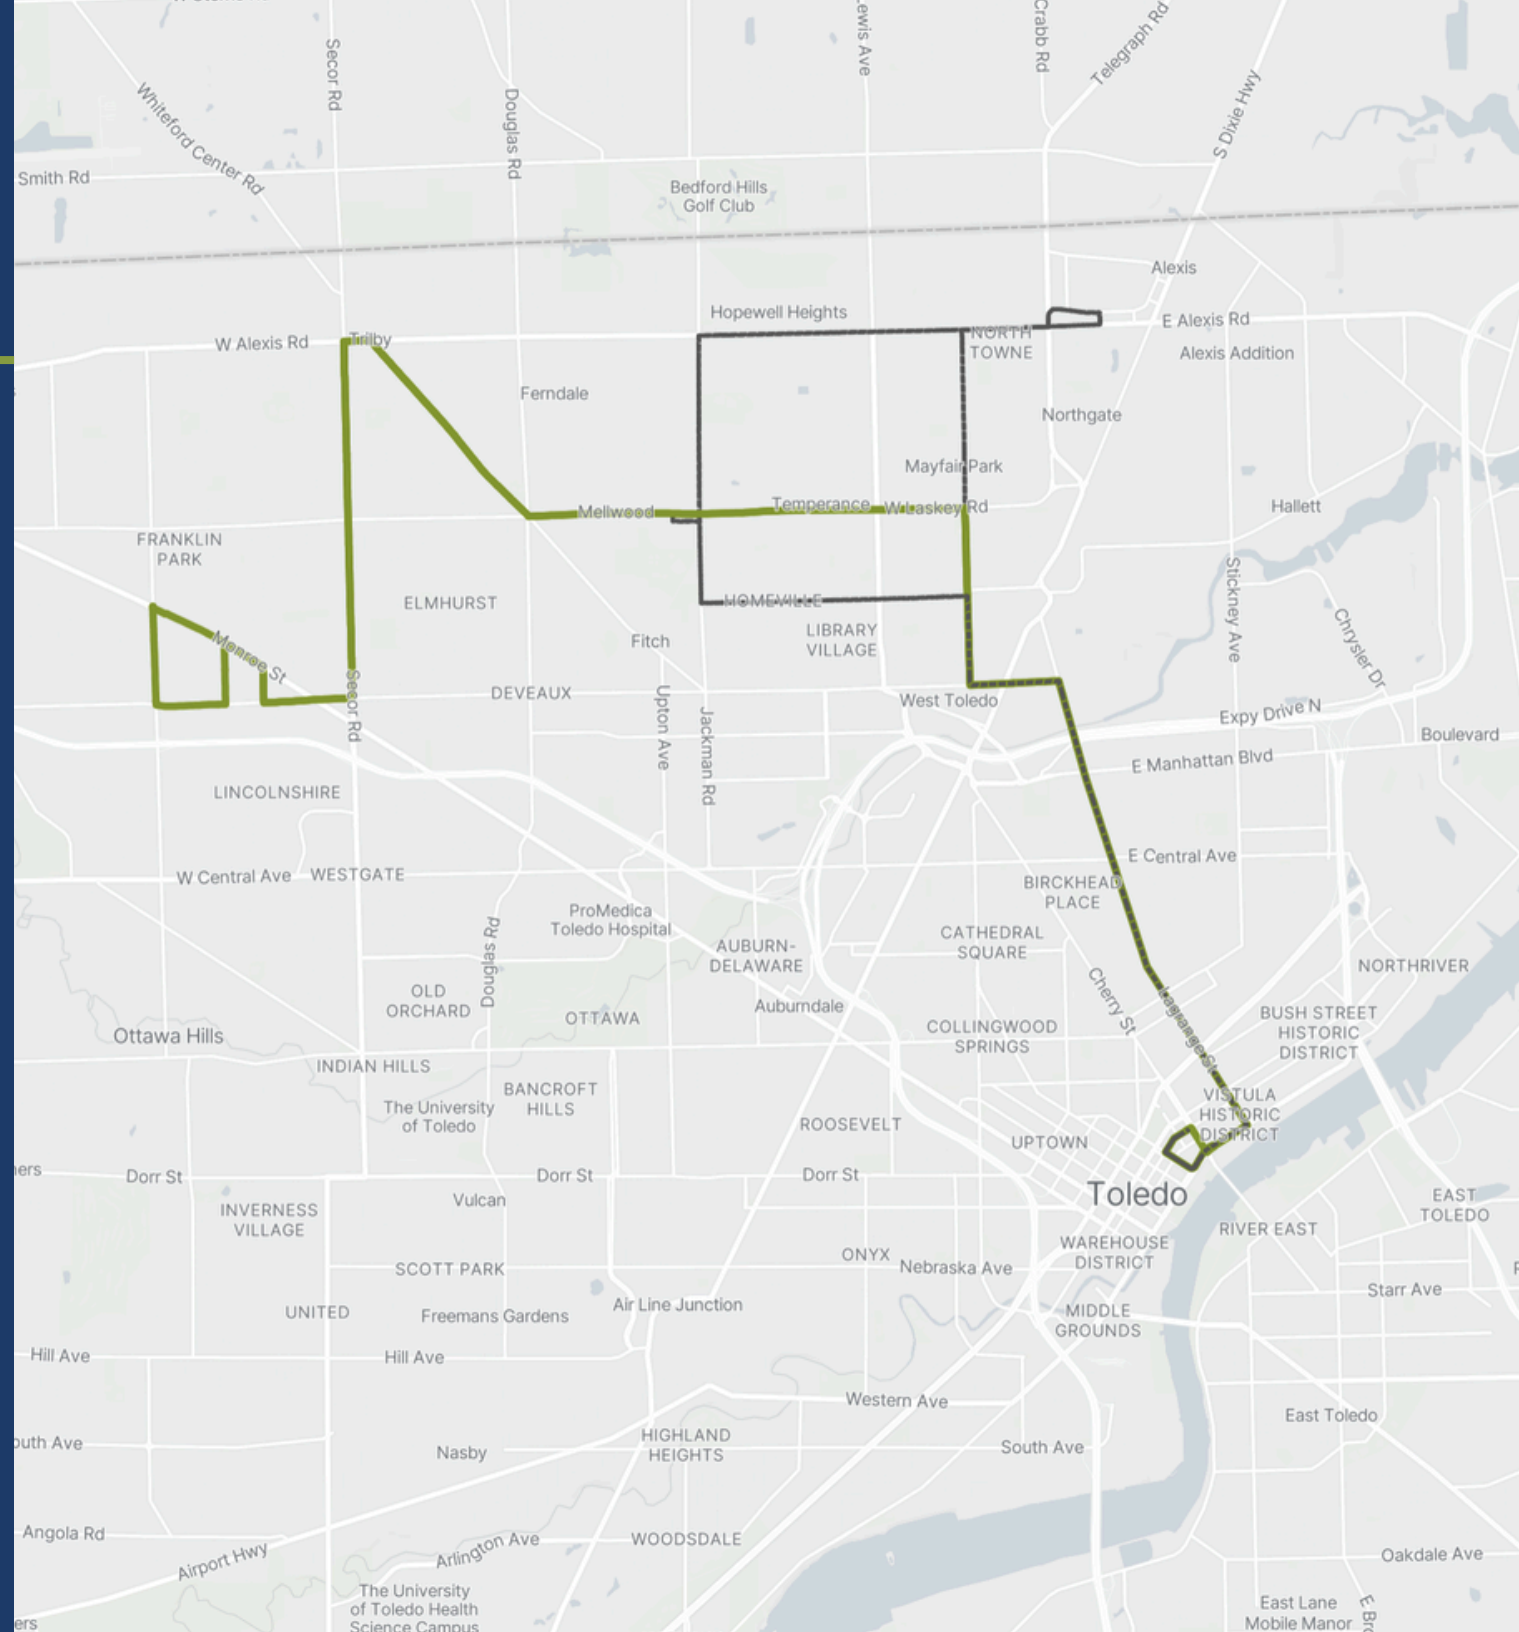 Secor Rd
Lewis Ave
Crabb Rd
Telegraph Rd
S Dixie Hwy
Whiteford Center Rd
Douglas Rd
Smith Rd
Bedford Hills
Golf Club
Alexis
Hopewell Heights
E Alexis Rd
W Alexis Rd
Trilby
NORTH
TOWNE
Alexis Addition
Ferndale
Northgate
Mayfair Park
Mellwood
Temperance
W Laskey Rd
Hallett
FRANKLIN
PARK
Stickney Ave
ELMHURST
HOMEVILLE
Chrysler Dr
Monroe St
Fitch
LIBRARY
VILLAGE
Secor Rd
DEVEAUX
Upton Ave
Jackman Rd
West Toledo
Expy Drive N
Boulevard
E Manhattan Blvd
LINCOLNSHIRE
E Central Ave
W Central Ave
WESTGATE
BIRCKHEAD
PLACE
ProMedica
Toledo Hospital
Douglas Rd
AUBURN-
DELAWARE
CATHEDRAL
SQUARE
NORTHRIVER
Cherry St
Lagrange St
OLD
ORCHARD
Auburndale
OTTAWA
BUSH STREET
HISTORIC
DISTRICT
Ottawa Hills
COLLINGWOOD
SPRINGS
INDIAN HILLS
BANCROFT
HILLS
VISTULA
HISTORIC
DISTRICT
The University
of Toledo
ROOSEVELT
UPTOWN
ners
Dorr St
Dorr St
Dorr St
Toledo
Vulcan
EAST
TOLEDO
INVERNESS
VILLAGE
RIVER EAST
WAREHOUSE
DISTRICT
ONYX
Nebraska Ave
SCOTT PARK
Starr Ave
Air Line Junction
UNITED
Freemans Gardens
MIDDLE
GROUNDS
Hill Ave
Hill Ave
Western Ave
East Toledo
outh Ave
HIGHLAND
HEIGHTS
Nasby
South Ave
Angola Rd
WOODSDALE
Arlington Ave
Airport Hwy
Oakdale Ave
The University
of Toledo Health
Science Campus
East Lane
Mobile Manor
E Bro
ers